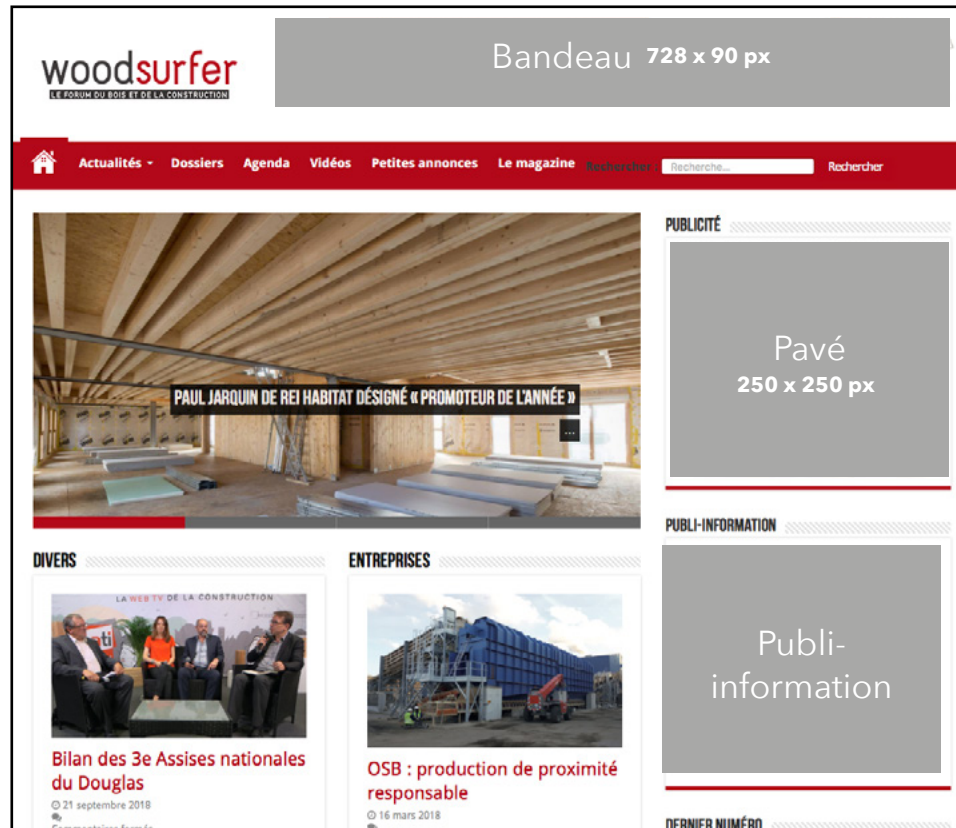 Bandeau 728 x 90 px
woodsurfer
LE FORUM DU BOIS ET DE LA CONSTRUCTION
Actualités Dossiers Agenda Vidéos Petites annonces Le magazine Rechercher : Recherche... Rechercher
PUBLICITÉ
Pavé
250 x 250 px
PAUL JARQUIN DE REI HABITAT DÉSIGNÉ « PROMOTEUR DE L'ANNÉE »
...
PUBLI-INFORMATION
Publi-
information
DIVERS
LA WEB TV DE LA CONSTRUCTION
Bilan des 3e Assises nationales
du Douglas
21 septembre 2018
Commentaires fermés
ENTREPRISES
OSB : production de proximité
responsable
16 mars 2018
DERNIER NUMÉRO